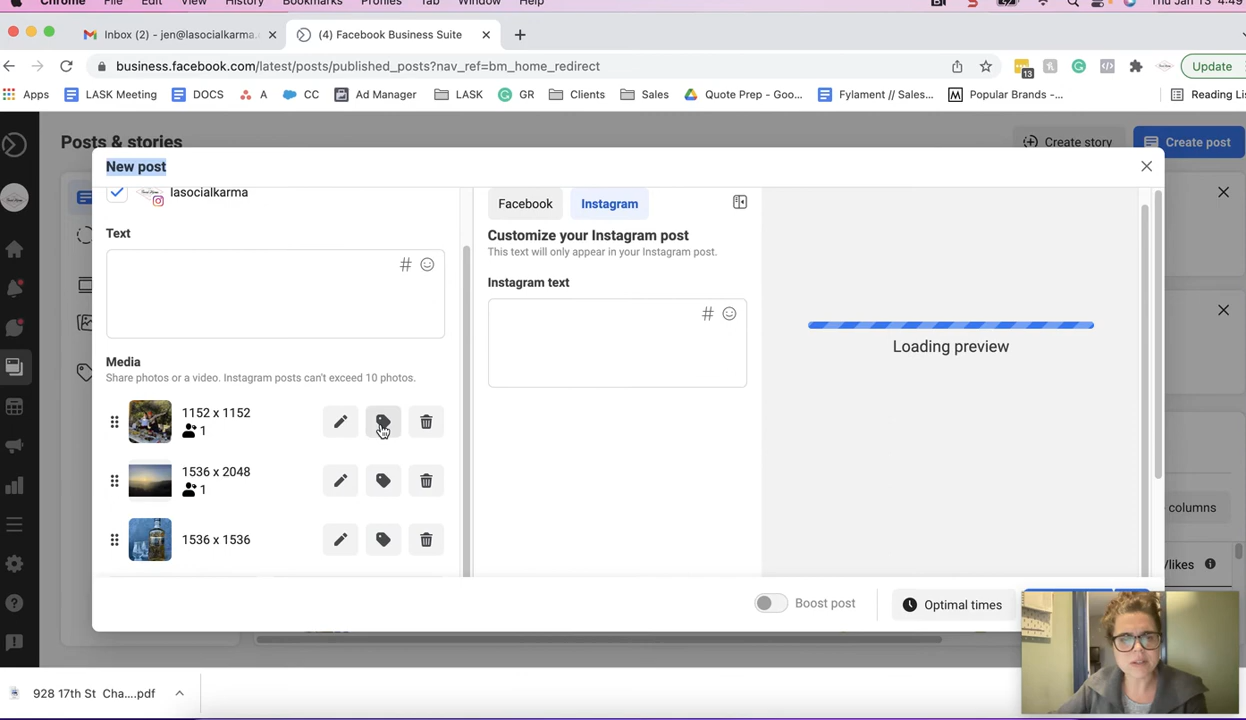 Chrome File Edit View History Bookmarks Profiles Tab Window Help Thu Jan 13 4:49
Inbox (2) - jen@lasocialkarma. (4) Facebook Business Suite
business.facebook.com/latest/posts/published_posts?nav_ref=bm_home_redirect 13 Update
Apps LASK Meeting DOCS A CC Ad Manager LASK GR Clients Sales Quote Prep - Goo... Fylament // Sales... Popular Brands -... Reading Lis
Posts & stories Create story Create post
New post
lasocialkarma
Facebook Instagram
Text
Customize your Instagram post
This text will only appear in your Instagram post.
#
Instagram text
#
Loading preview
Media
Share photos or a video. Instagram posts can't exceed 10 photos.
1152 x 1152
1
1536 x 2048
1
columns
1536 x 1536
/likes
Boost post Optimal times
928 17th St Cha....pdf